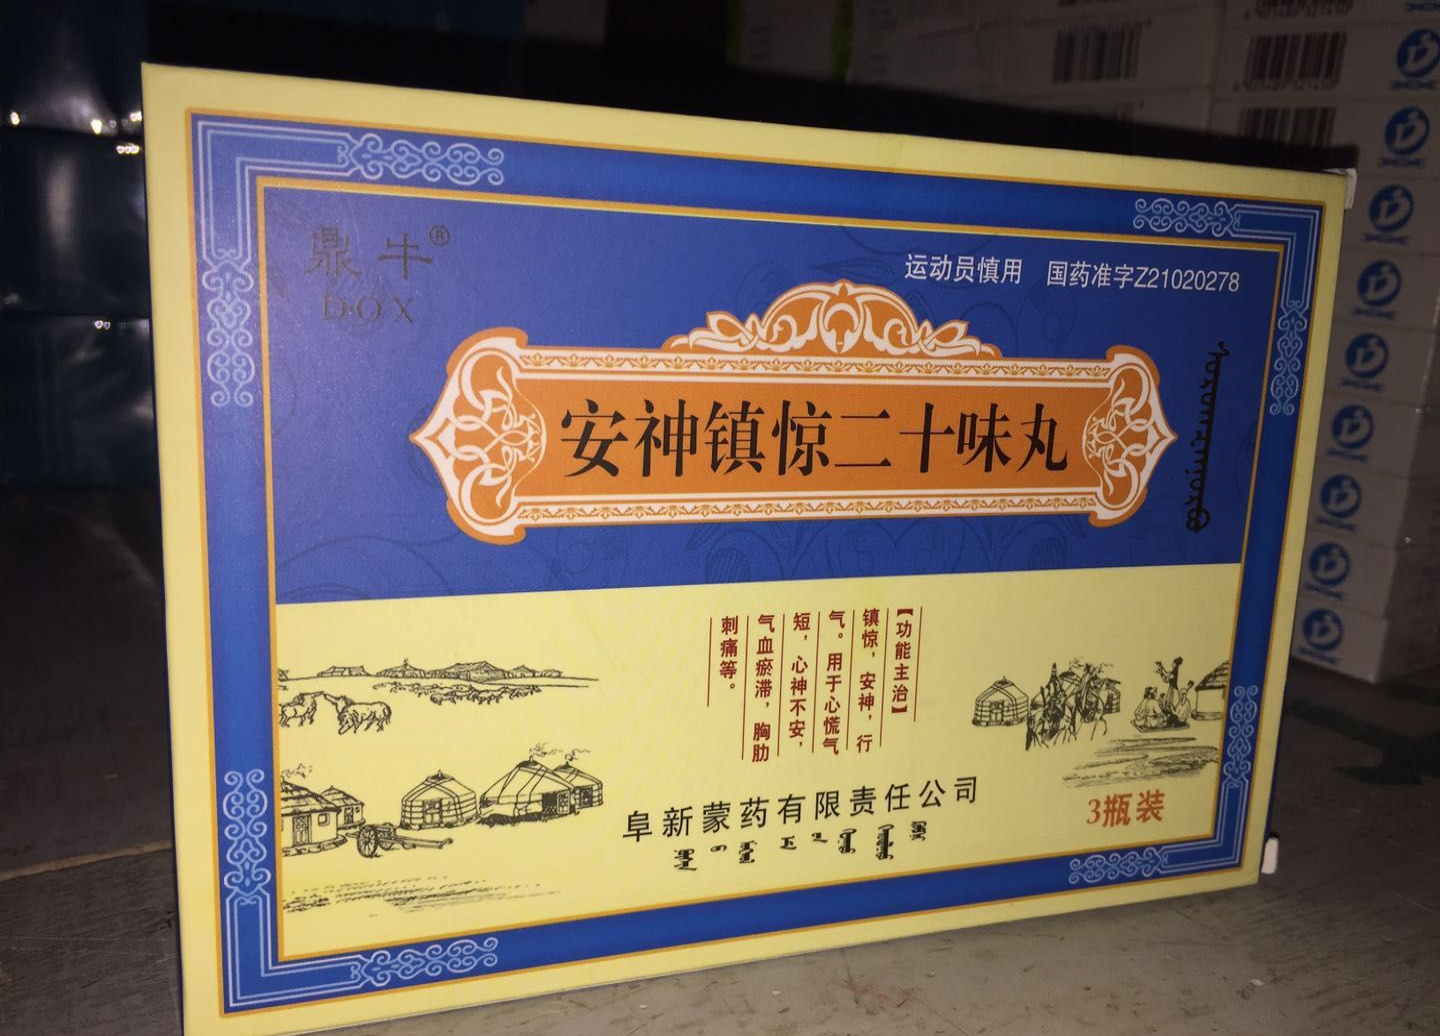 鼎牛®
D·O·X
运动员慎用 国药准字Z21020278
安神镇惊二十味丸
【功能主治】
镇惊，安神，行
气。用于心慌气
短，心神不安，
气血瘀滞，胸肋
刺痛等。
阜新蒙药有限责任公司
3瓶装